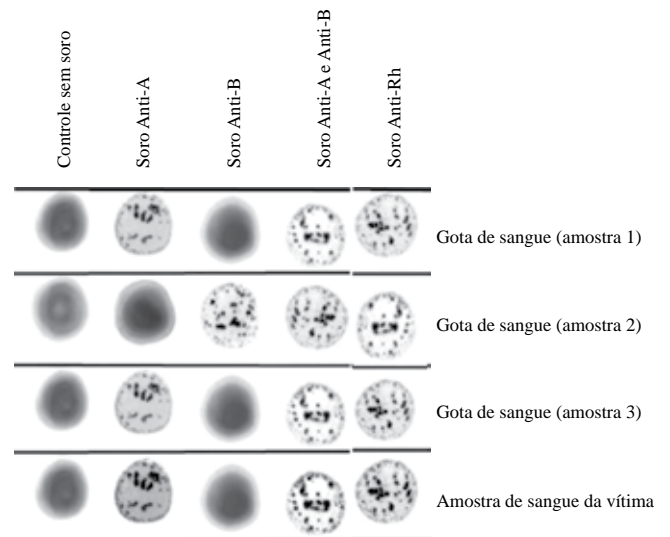 Controle sem soro
Soro Anti-A
Soro Anti-B
Soro Anti-A e Anti-B
Soro Anti-Rh
Gota de sangue (amostra 1)
Gota de sangue (amostra 2)
Gota de sangue (amostra 3)
Amostra de sangue da vítima